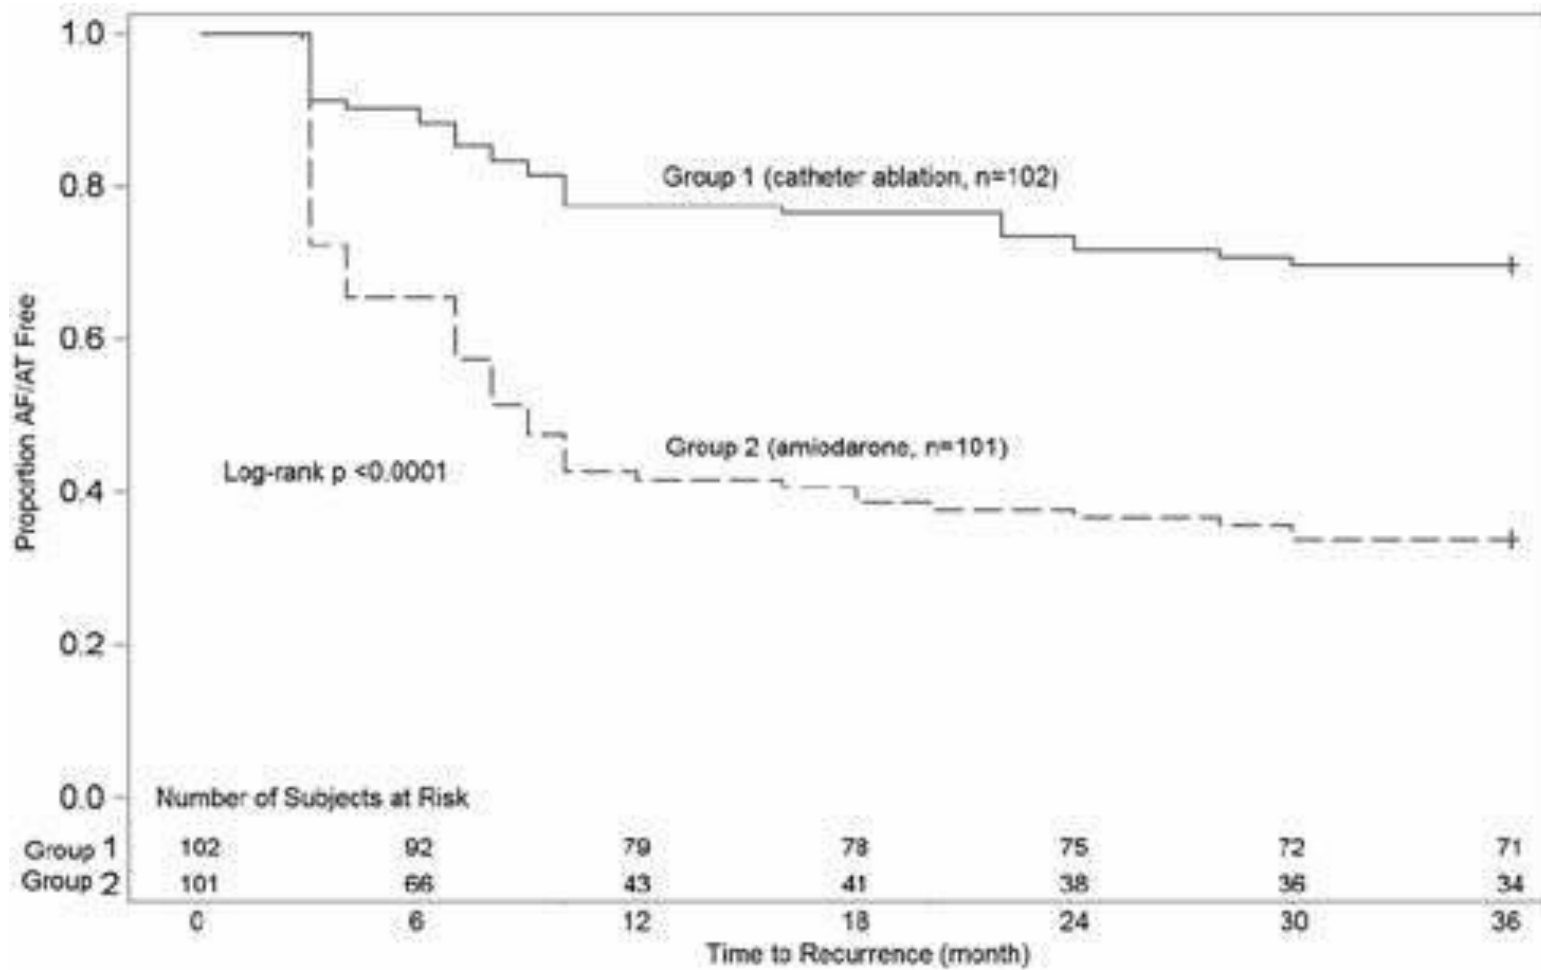 1.0
0.8
0.6
0.4
0.2
0.0
Proportion AF/AT Free
Group 1 (catheter ablation, n=102)
Group 2 (amiodarone, n=101)
Log-rank p <0.0001
Number of Subjects at Risk
Group 1 102 92 79 78 75 72 71
Group 2 101 66 43 41 38 36 34
0 6 12 18 24 30 36
Time to Recurrence (month)